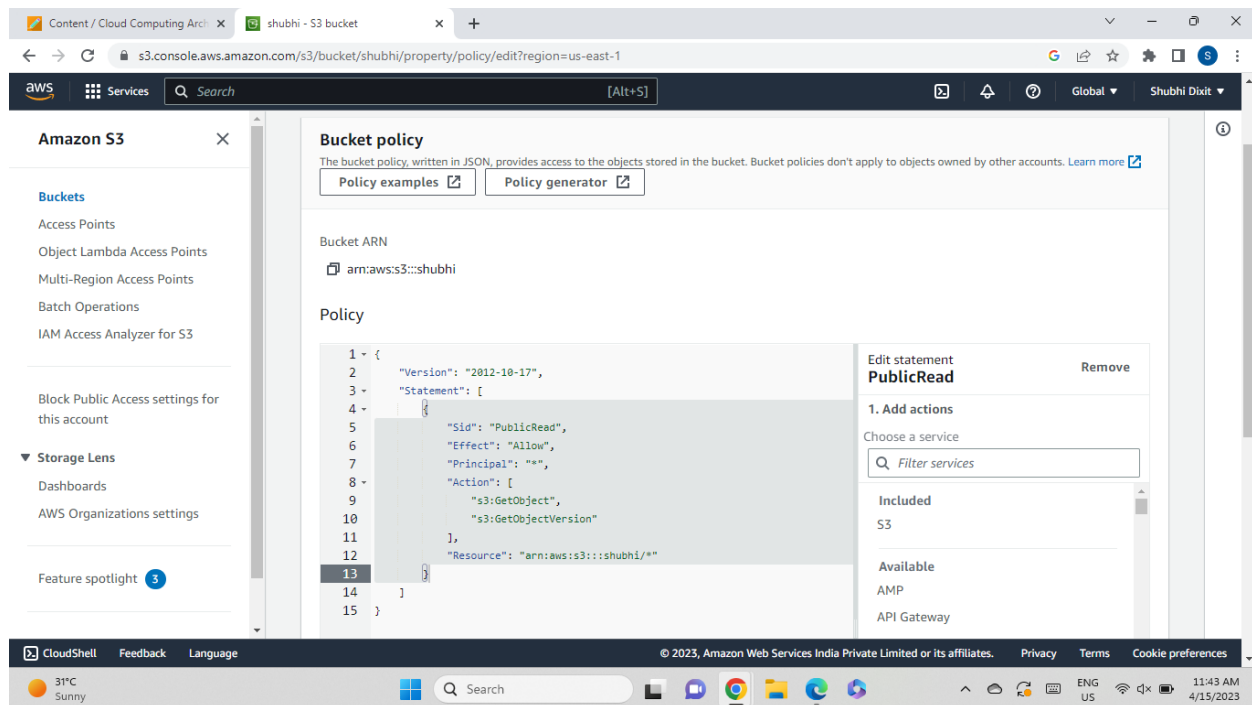 Content / Cloud Computing Arch
shubhi - S3 bucket
s3.console.aws.amazon.com/s3/bucket/shubhi/property/policy/edit?region=us-east-1
G
S
aws
Services
Search
[Alt+S]
Global
Shubhi Dixit
Amazon S3
Buckets
Access Points
Object Lambda Access Points
Multi-Region Access Points
Batch Operations
IAM Access Analyzer for S3
Block Public Access settings for
this account
Storage Lens
Dashboards
AWS Organizations settings
Feature spotlight 3
Bucket policy
The bucket policy, written in JSON, provides access to the objects stored in the bucket. Bucket policies don't apply to objects owned by other accounts. Learn more
Policy examples
Policy generator
Bucket ARN
arn:aws:s3:::shubhi
Policy
1 {
2 "Version": "2012-10-17",
3 "Statement": [
4 {
5 "Sid": "PublicRead",
6 "Effect": "Allow",
7 "Principal": "*",
8 "Action": [
9 "s3:GetObject",
10 "s3:GetObjectVersion"
11 ],
12 "Resource": "arn:aws:s3:::shubhi/*"
13 }
14 ]
15 }
Edit statement
PublicRead
Remove
1. Add actions
Choose a service
Filter services
Included
S3
Available
AMP
API Gateway
CloudShell
Feedback
Language
© 2023, Amazon Web Services India Private Limited or its affiliates.
Privacy
Terms
Cookie preferences
31°C
Sunny
Search
ENG
US
11:43 AM
4/15/2023